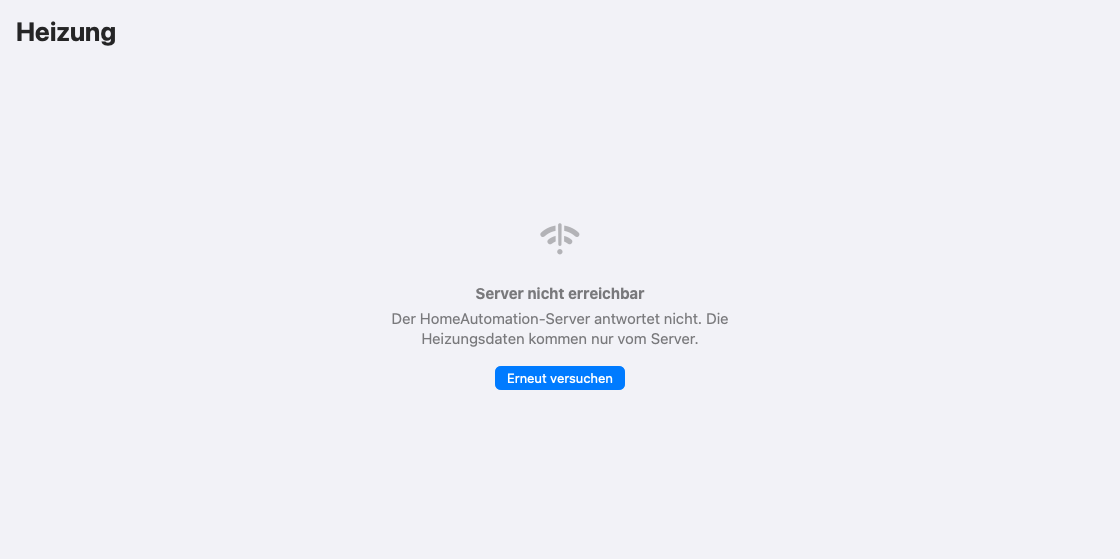 Heizung
Server nicht erreichbar
Der HomeAutomation-Server antwortet nicht. Die
Heizungsdaten kommen nur vom Server.
Erneut versuchen